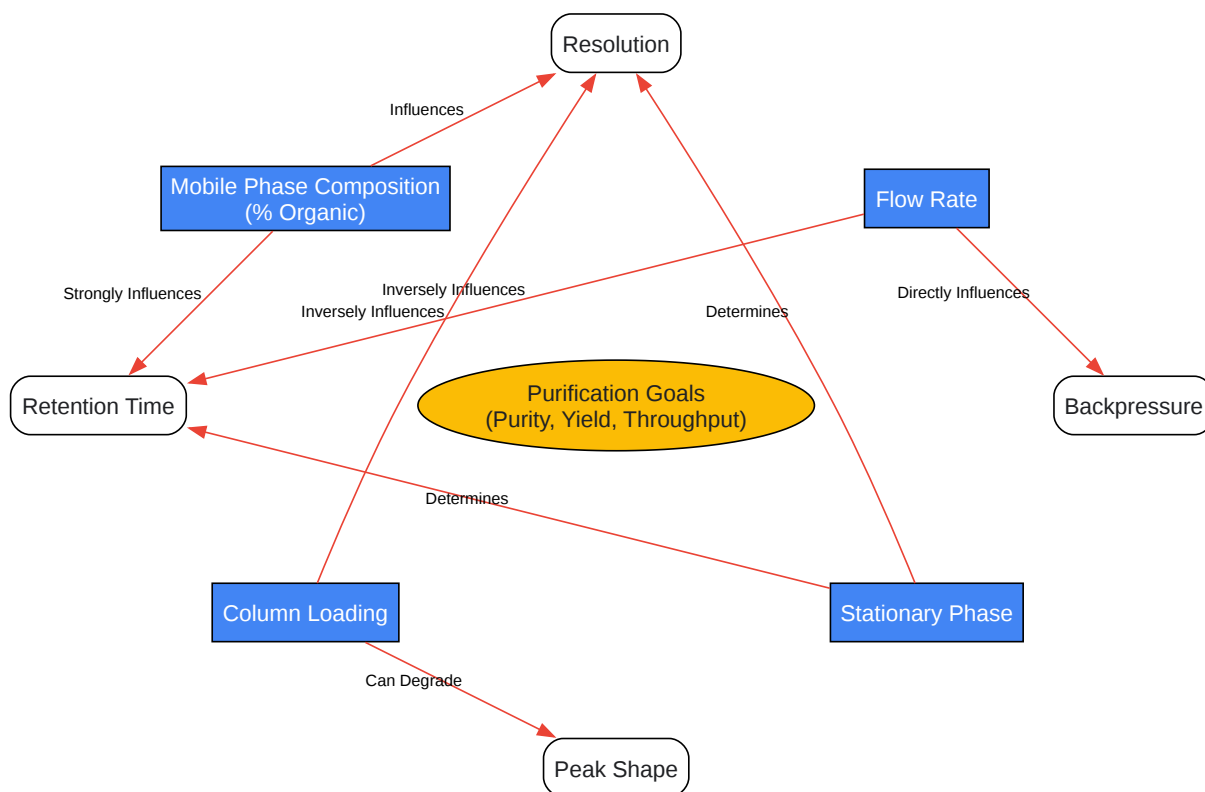 Resolution
Influences
Mobile Phase Composition
(% Organic)
Flow Rate
Strongly Influences
Inversely Influences
Inversely Influences
Determines
Directly Influences
Retention Time
Purification Goals
(Purity, Yield, Throughput)
Backpressure
Determines
Column Loading
Stationary Phase
Can Degrade
Peak Shape